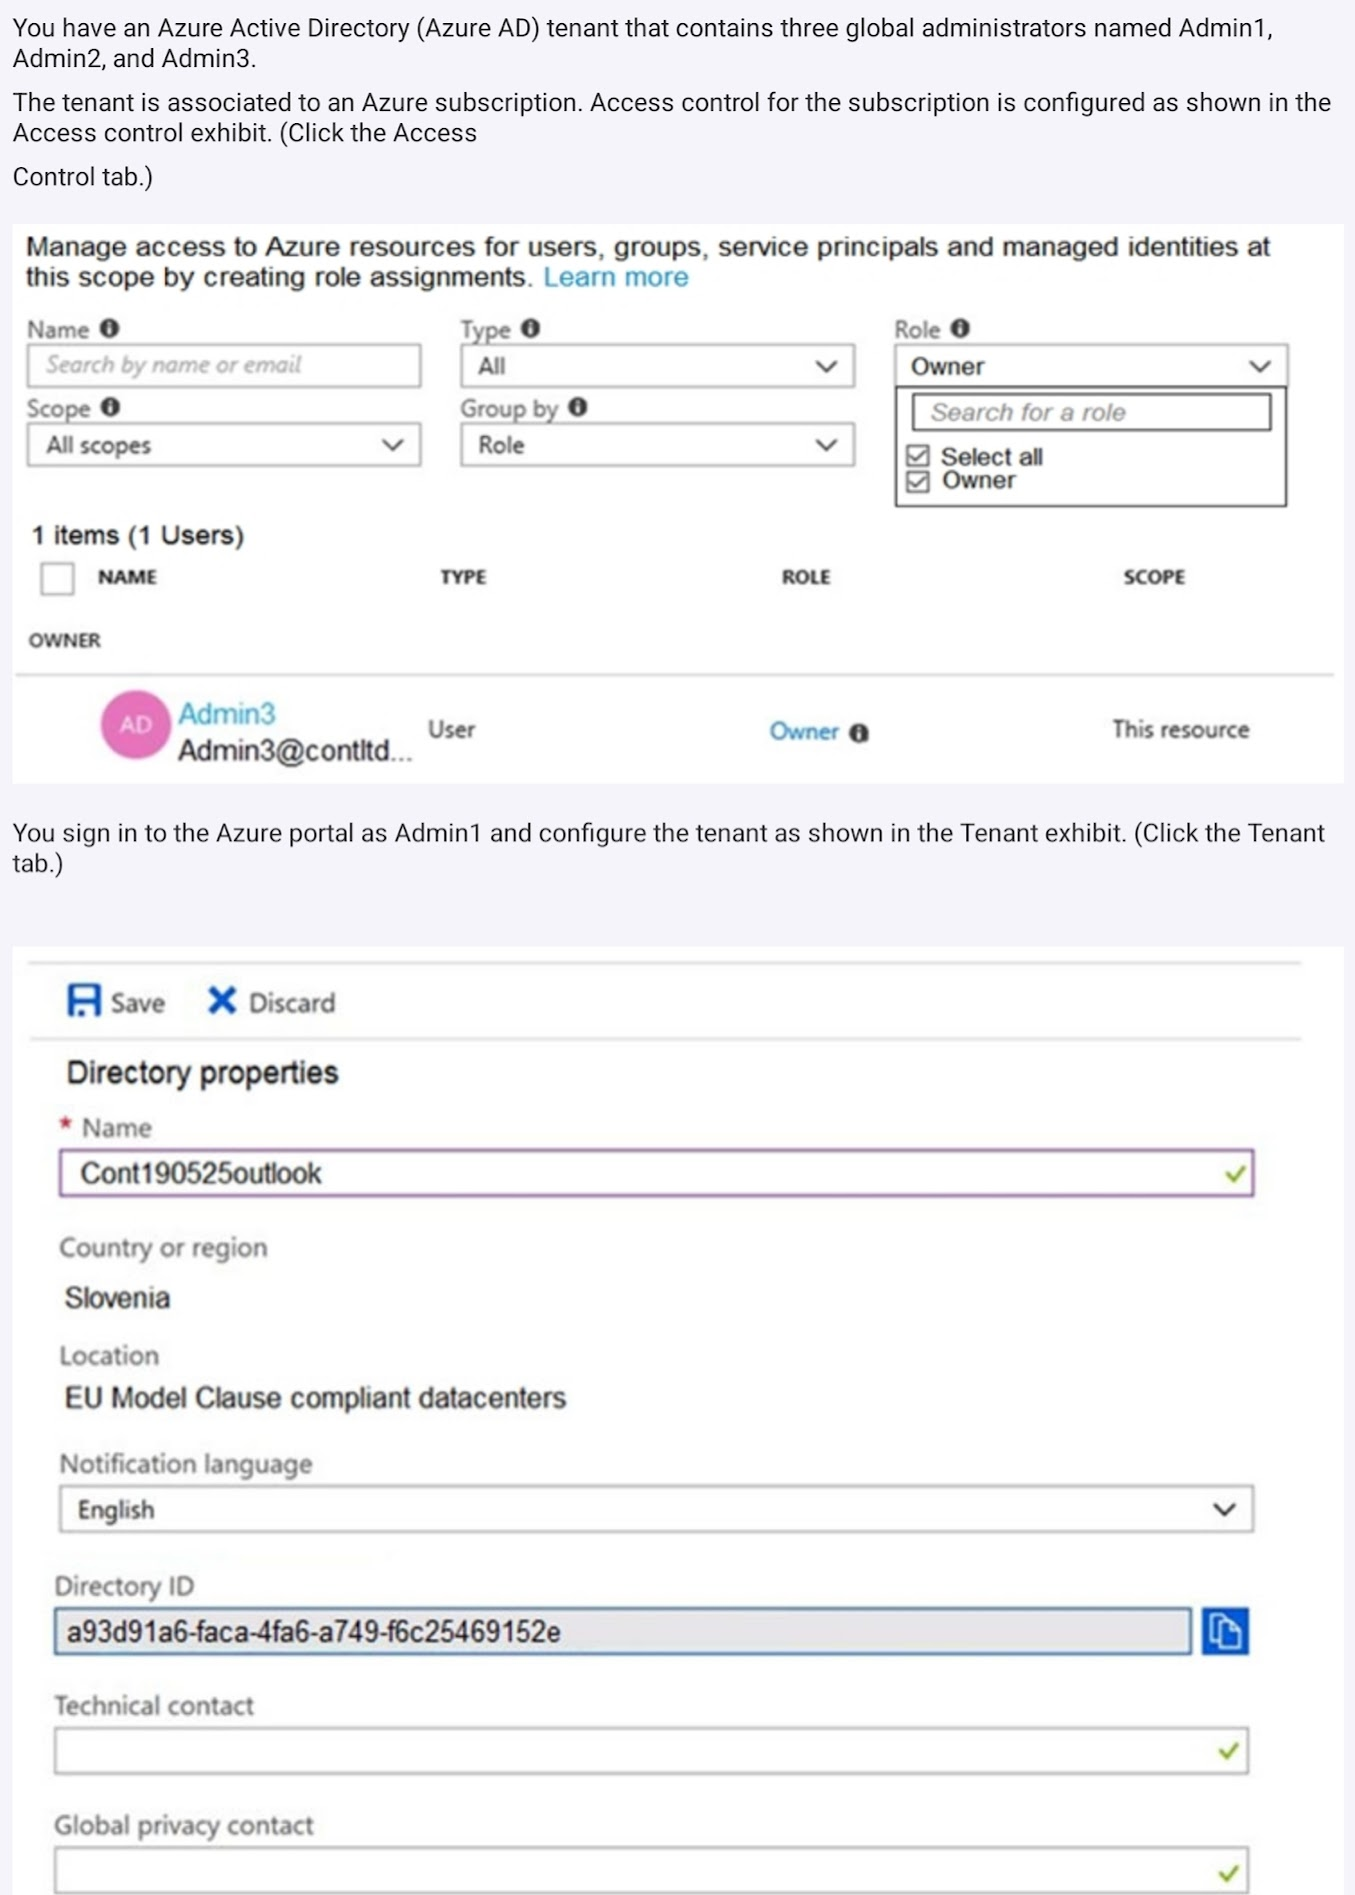 You have an Azure Active Directory (Azure AD) tenant that contains three global administrators named Admin1,
Admin2, and Admin3.
The tenant is associated to an Azure subscription. Access control for the subscription is configured as shown in the
Access control exhibit. (Click the Access
Control tab.)
Manage access to Azure resources for users, groups, service principals and managed identities at
this scope by creating role assignments. Learn more
Name Type Role
Search by name or email All Owner
Scope Group by Search for a role
All scopes Role Select all
Owner
1 items (1 Users)
NAME TYPE ROLE SCOPE
OWNER
AD Admin3 User Owner This resource
Admin3@contltd...
You sign in to the Azure portal as Admin1 and configure the tenant as shown in the Tenant exhibit. (Click the Tenant
tab.)
Save Discard
Directory properties
* Name
Cont190525outlook
Country or region
Slovenia
Location
EU Model Clause compliant datacenters
Notification language
English
Directory ID
a93d91a6-faca-4fa6-a749-f6c25469152e
Technical contact
Global privacy contact